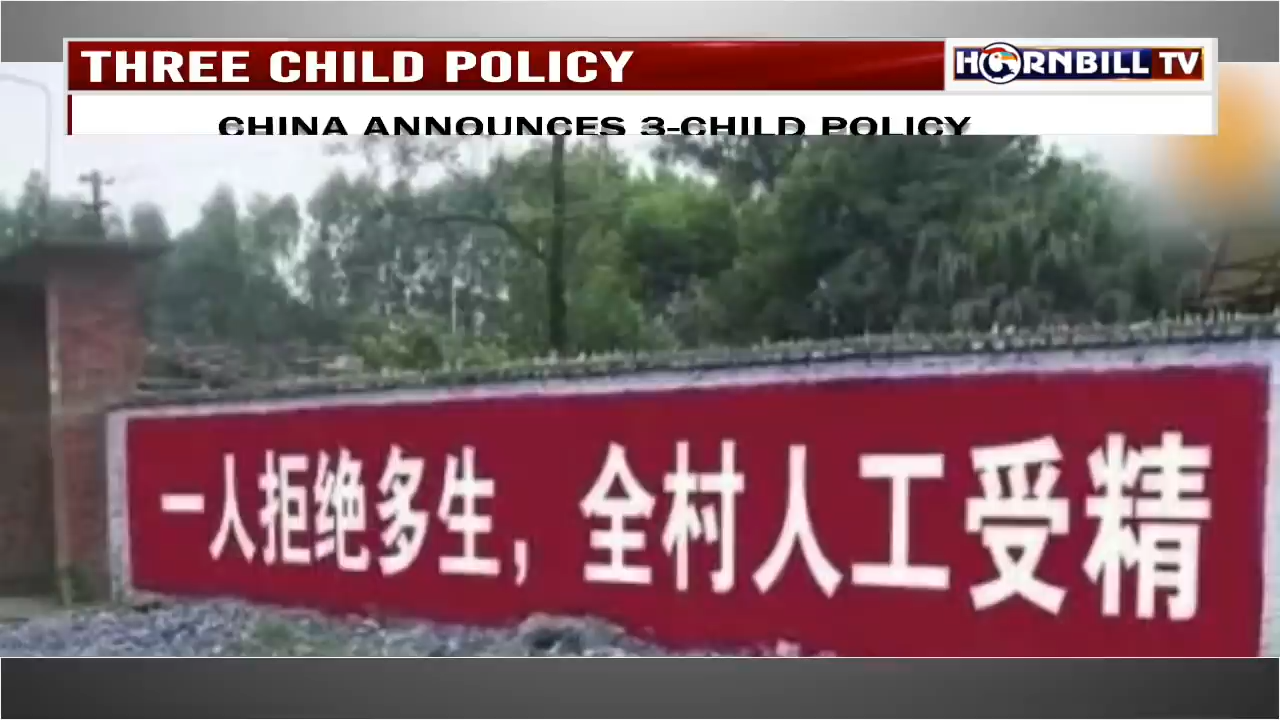 THREE CHILD POLICY
HORNBILL TV
CHINA ANNOUNCES 3-CHILD POLICY
一人拒绝多生，全村人工受精